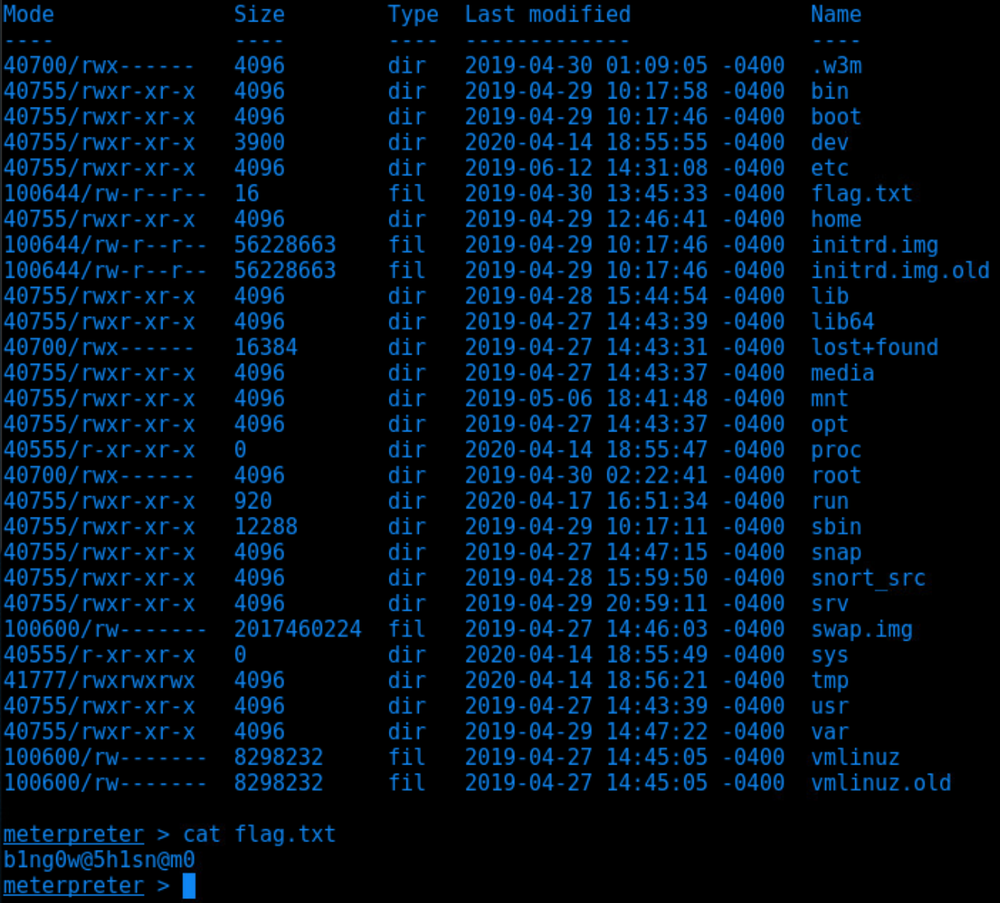 Mode Size Type Last modified Name
---- ---- ---- ------------- ----
40700/rwx------ 4096 dir 2019-04-30 01:09:05 -0400 .w3m
40755/rwxr-xr-x 4096 dir 2019-04-29 10:17:58 -0400 bin
40755/rwxr-xr-x 4096 dir 2019-04-29 10:17:46 -0400 boot
40755/rwxr-xr-x 3900 dir 2020-04-14 18:55:55 -0400 dev
40755/rwxr-xr-x 4096 dir 2019-06-12 14:31:08 -0400 etc
100644/rw-r--r-- 16 fil 2019-04-30 13:45:33 -0400 flag.txt
40755/rwxr-xr-x 4096 dir 2019-04-29 12:46:41 -0400 home
100644/rw-r--r-- 56228663 fil 2019-04-29 10:17:46 -0400 initrd.img
100644/rw-r--r-- 56228663 fil 2019-04-29 10:17:46 -0400 initrd.img.old
40755/rwxr-xr-x 4096 dir 2019-04-28 15:44:54 -0400 lib
40755/rwxr-xr-x 4096 dir 2019-04-27 14:43:39 -0400 lib64
40700/rwx------ 16384 dir 2019-04-27 14:43:31 -0400 lost+found
40755/rwxr-xr-x 4096 dir 2019-04-27 14:43:37 -0400 media
40755/rwxr-xr-x 4096 dir 2019-05-06 18:41:48 -0400 mnt
40755/rwxr-xr-x 4096 dir 2019-04-27 14:43:37 -0400 opt
40555/r-xr-xr-x 0 dir 2020-04-14 18:55:47 -0400 proc
40700/rwx------ 4096 dir 2019-04-30 02:22:41 -0400 root
40755/rwxr-xr-x 920 dir 2020-04-17 16:51:34 -0400 run
40755/rwxr-xr-x 12288 dir 2019-04-29 10:17:11 -0400 sbin
40755/rwxr-xr-x 4096 dir 2019-04-27 14:47:15 -0400 snap
40755/rwxr-xr-x 4096 dir 2019-04-28 15:59:50 -0400 snort_src
40755/rwxr-xr-x 4096 dir 2019-04-29 20:59:11 -0400 srv
100600/rw------- 2017460224 fil 2019-04-27 14:46:03 -0400 swap.img
40555/r-xr-xr-x 0 dir 2020-04-14 18:55:49 -0400 sys
41777/rwxrwxrwx 4096 dir 2020-04-14 18:56:21 -0400 tmp
40755/rwxr-xr-x 4096 dir 2019-04-27 14:43:39 -0400 usr
40755/rwxr-xr-x 4096 dir 2019-04-29 14:47:22 -0400 var
100600/rw------- 8298232 fil 2019-04-27 14:45:05 -0400 vmlinuz
100600/rw------- 8298232 fil 2019-04-27 14:45:05 -0400 vmlinuz.old
meterpreter > cat flag.txt
b1ng0w@5h1sn@m0
meterpreter >